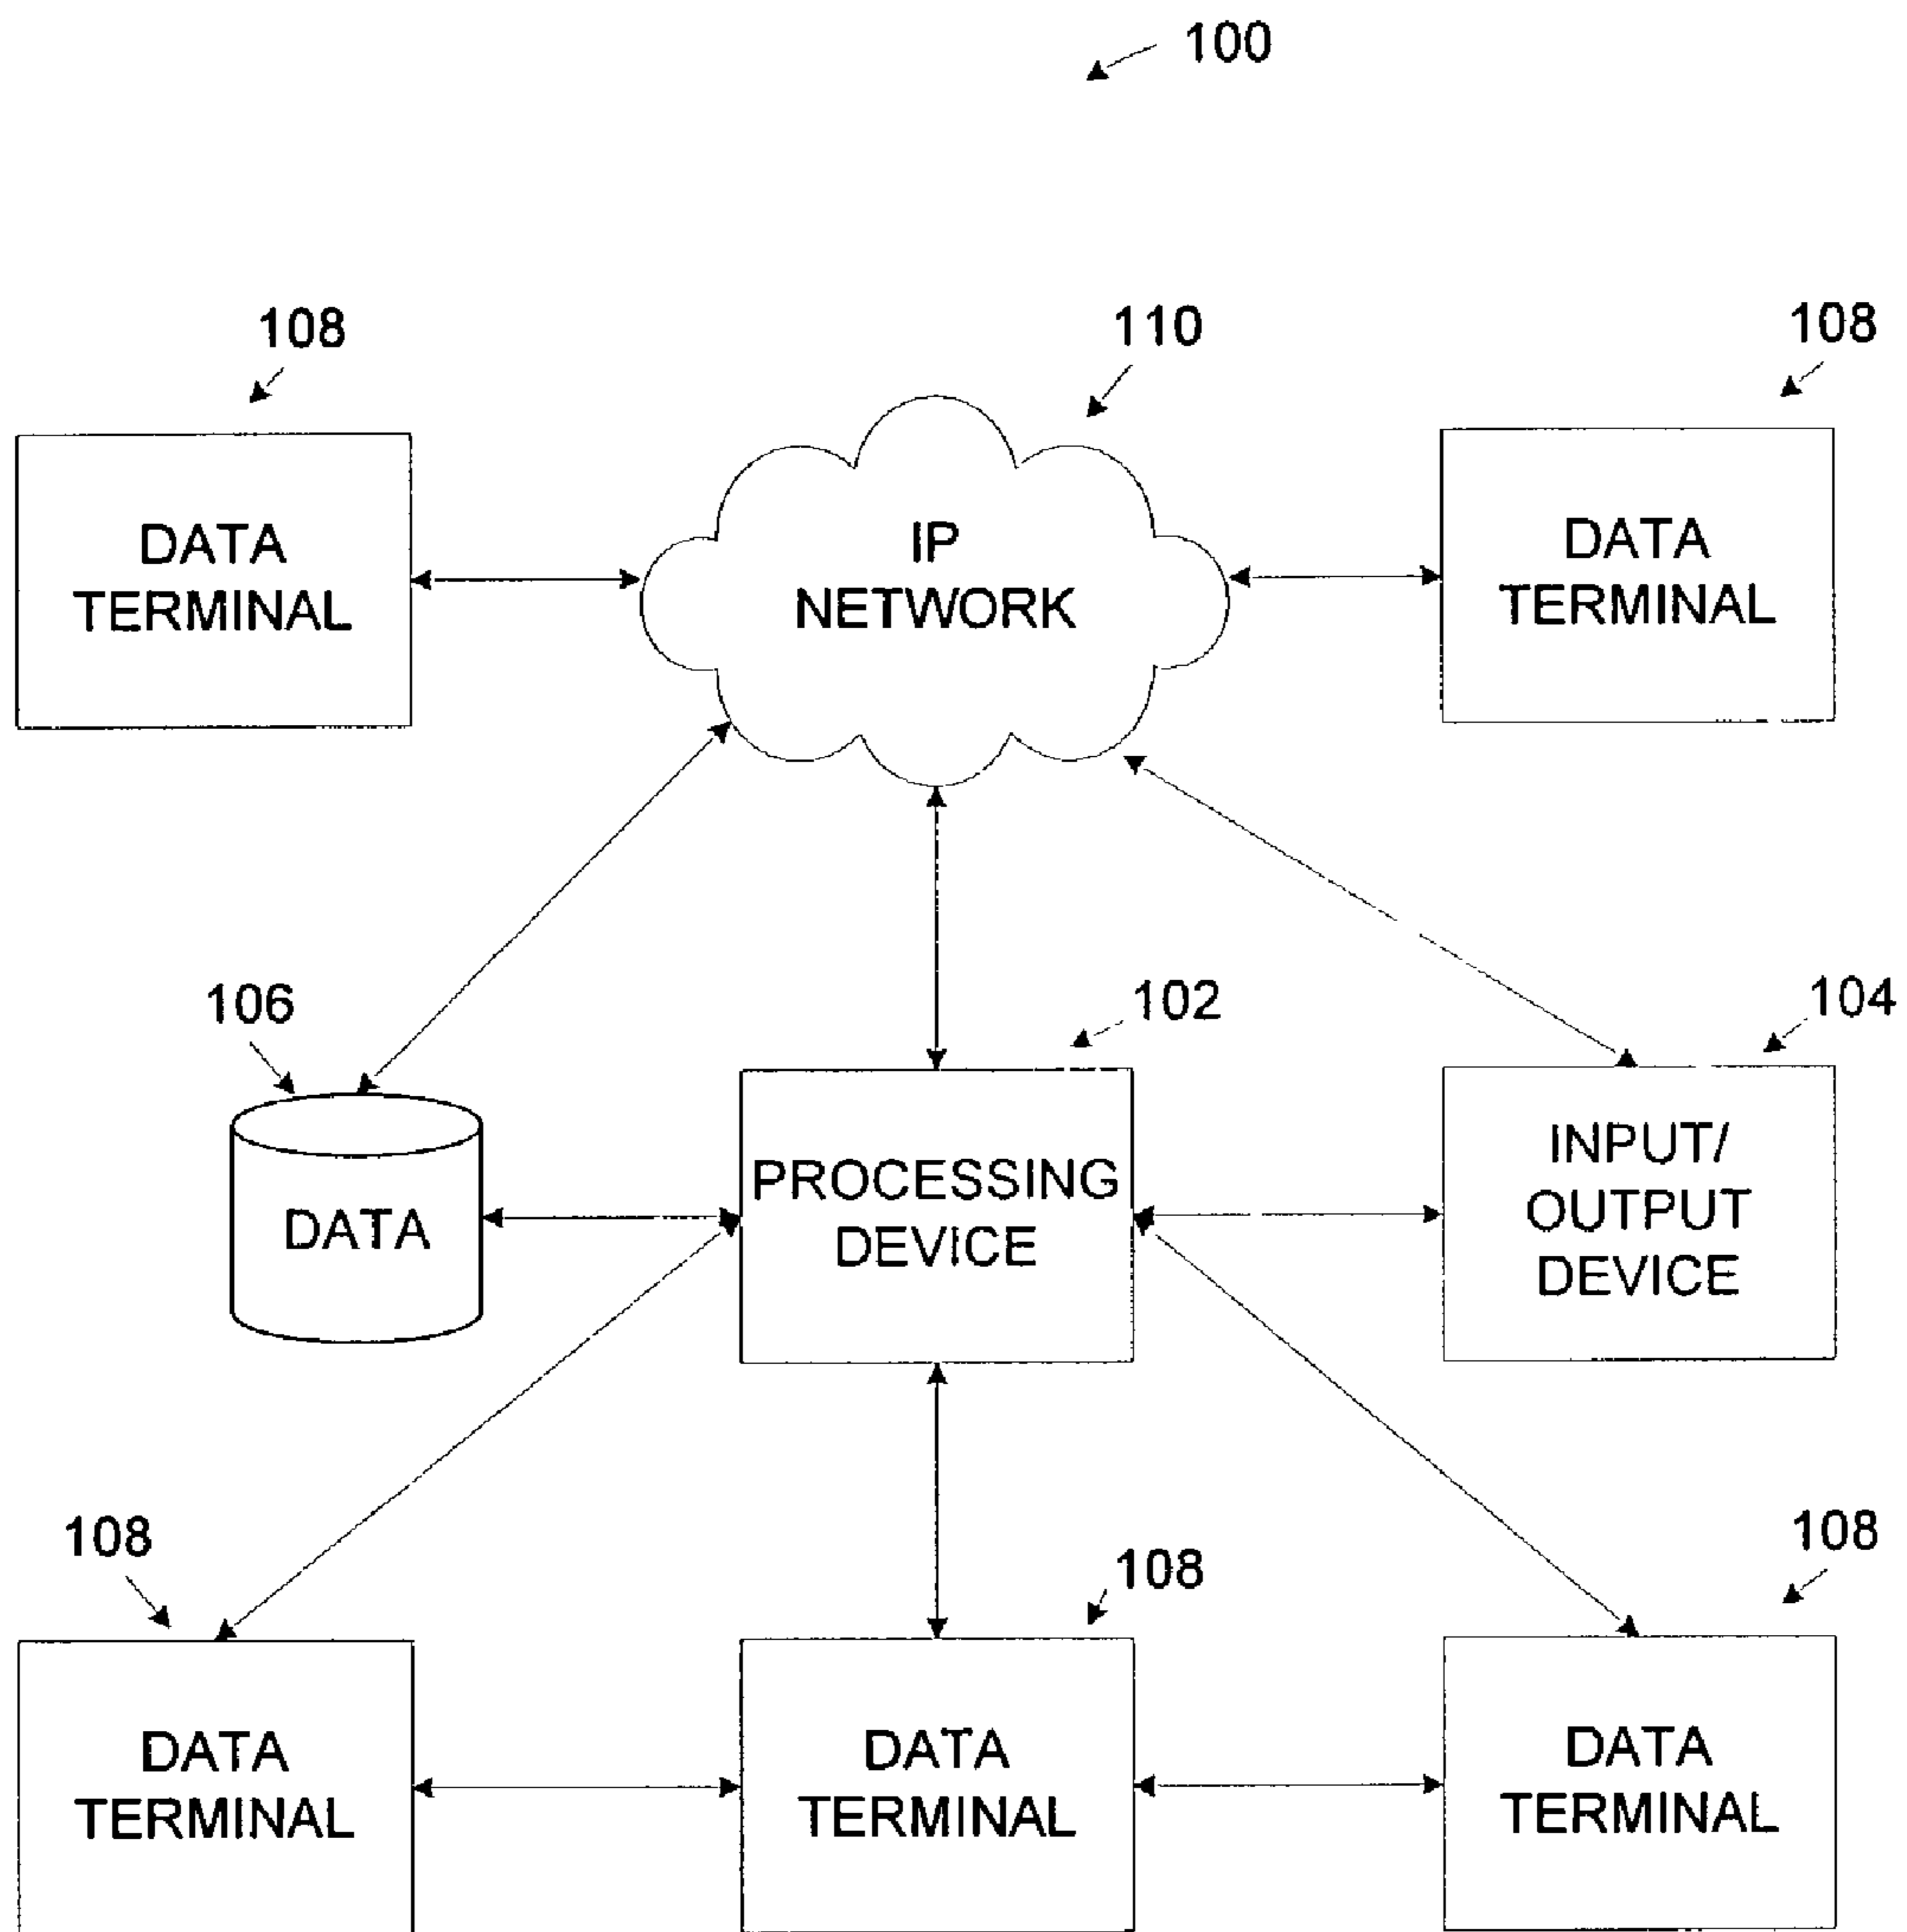 100
108
110
108
DATA
TERMINAL
IP
NETWORK
DATA
TERMINAL
106
102
104
DATA
PROCESSING
DEVICE
INPUT/
OUTPUT
DEVICE
108
108
108
DATA
TERMINAL
DATA
TERMINAL
DATA
TERMINAL